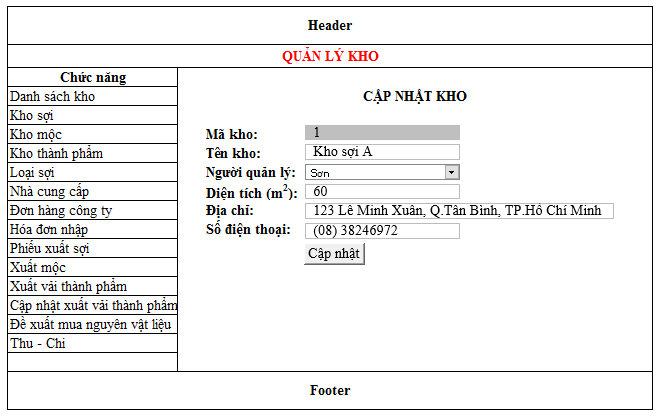 Header
QUẢN LÝ KHO
Chức năng
Danh sách kho
Kho sợi
Kho mộc
Kho thành phẩm
Loại sợi
Nhà cung cấp
Đơn hàng công ty
Hóa đơn nhập
Phiếu xuất sợi
Xuất mộc
Xuất vải thành phẩm
Cập nhật xuất vải thành phẩm
Đề xuất mua nguyên vật liệu
Thu - Chi
CẬP NHẬT KHO
Mã kho: 1
Tên kho: Kho sợi A
Người quản lý: Sơn
Diện tích (m²): 60
Địa chỉ: 123 Lê Minh Xuân, Q.Tân Bình, TP.Hồ Chí Minh
Số điện thoại: (08) 38246972
Cập nhật
Footer